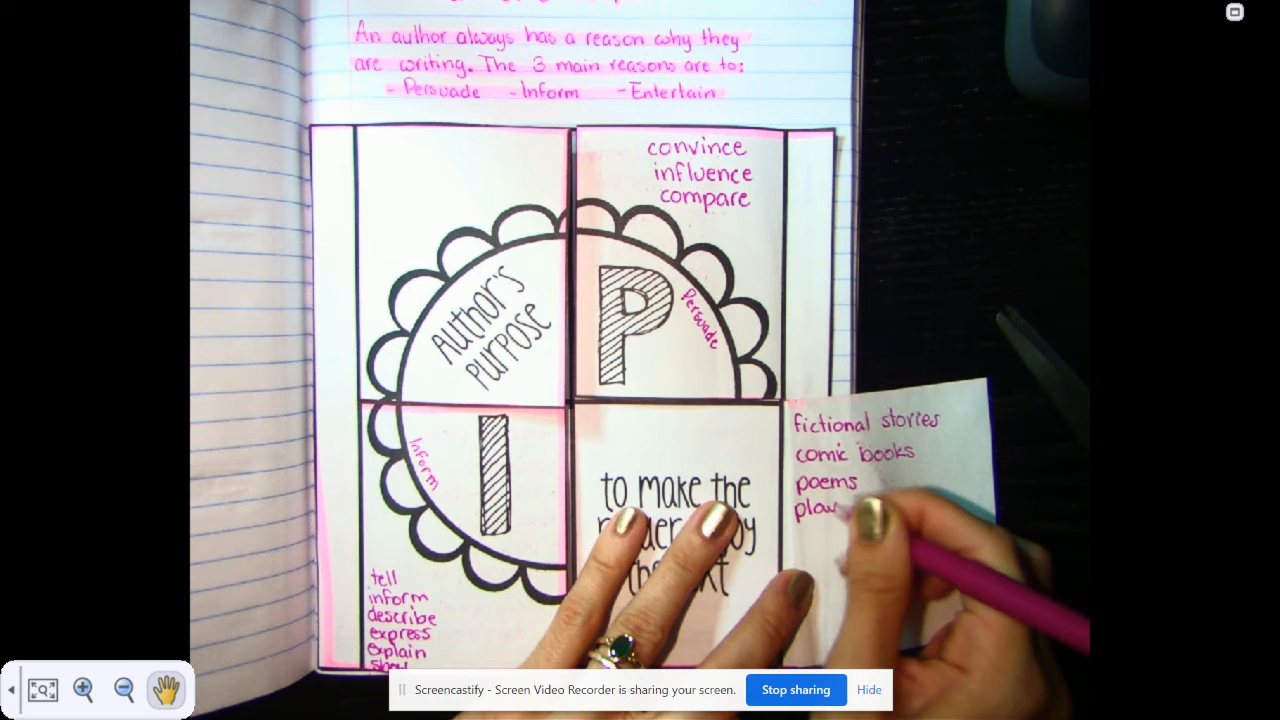 An author always has a reason why they
are writing. The 3 main reasons are to:
- Persuade - Inform - Entertain
convince
influence
compare
Author's
Purpose
P
Persuade
I
Inform
tell
inform
describe
express
explain
show
to make the
fictional stories
comic books
poems
Screencastify - Screen Video Recorder is sharing your screen.
Stop sharing
Hide